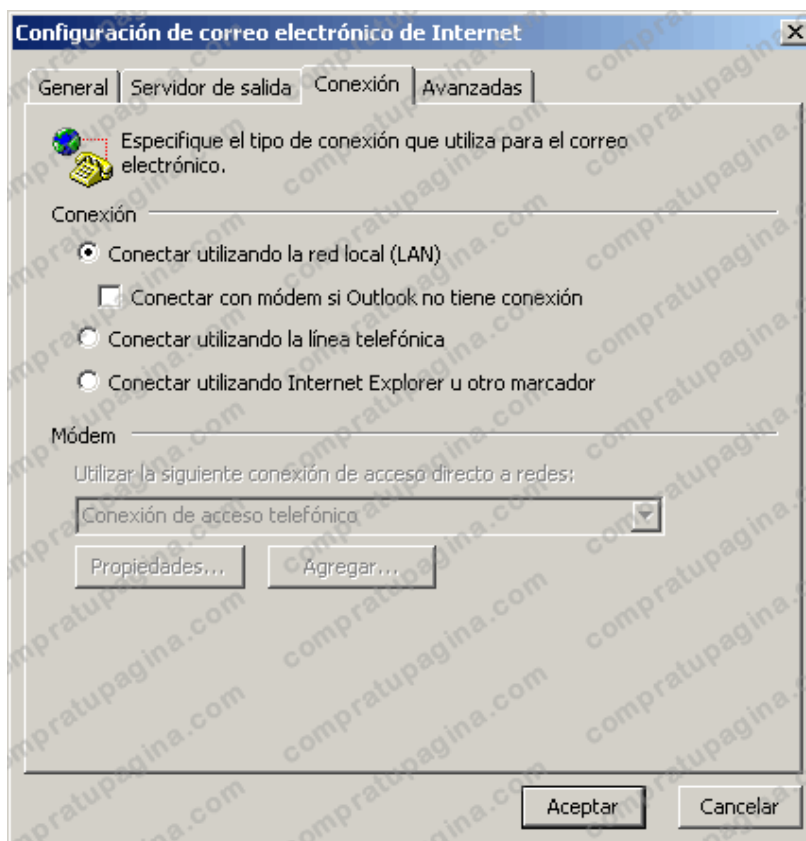 Configuración de correo electrónico de Internet
General
Servidor de salida
Conexión
Avanzadas
Especifique el tipo de conexión que utiliza para el correo
electrónico.
Conexión
Conectar utilizando la red local (LAN)
Conectar con módem si Outlook no tiene conexión
Conectar utilizando la línea telefónica
Conectar utilizando Internet Explorer u otro marcador
Módem
Utilizar la siguiente conexión de acceso directo a redes:
Conexión de acceso telefónico
Propiedades...
Agregar...
Aceptar
Cancelar
compratupagina.com